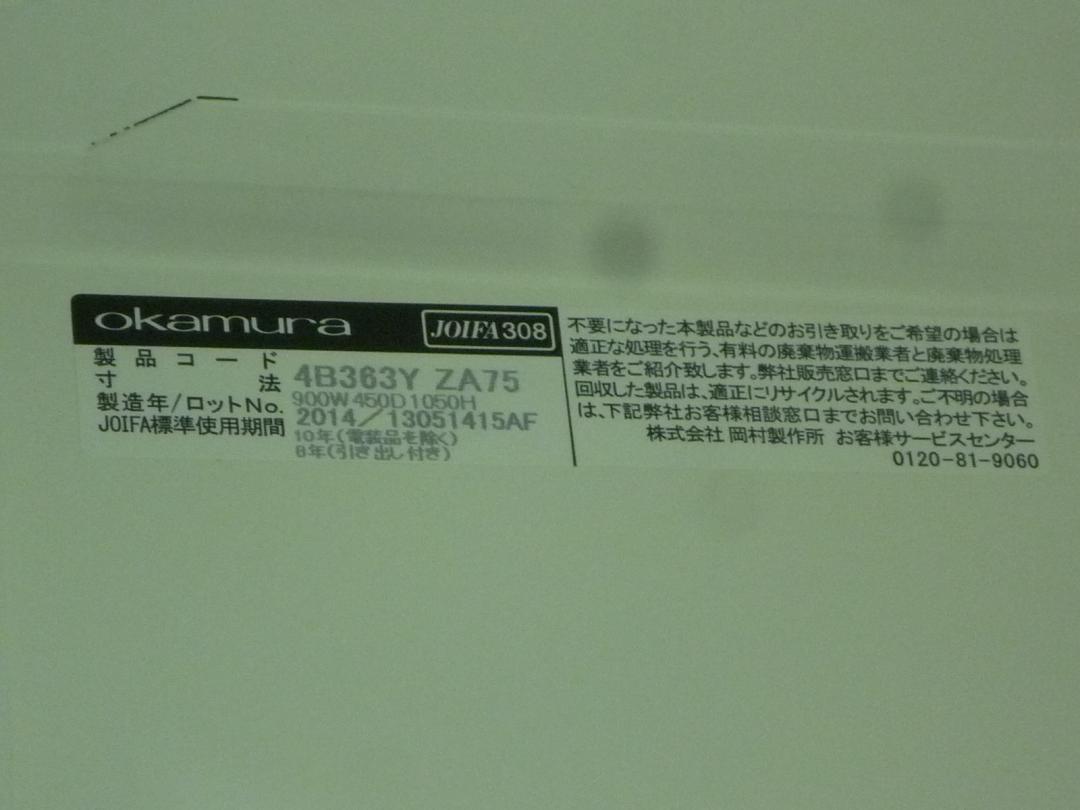 okamura JOIFA308
製品コード 4B363Y ZA75
寸法 900W450D1050H
製造年/ロットNo. 2014/13051415AF
JOIFA標準使用期間 10年(電装品を除く)
8年(引き出し付き)
不要になった本製品などのお引き取りをご希望の場合は
適正な処理を行う、有料の廃棄物運搬業者と廃棄物処理
業者をご紹介致します。弊社販売窓口までご連絡ください。
回収した製品は、適正にリサイクルされます。ご不明の場合
は、下記弊社お客様相談窓口までお問い合わせ下さい。
株式会社 岡村製作所 お客様サービスセンター
0120-81-9060